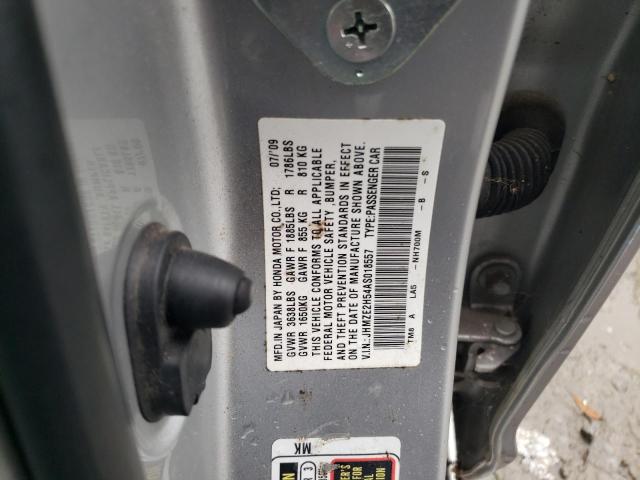 MFD.IN JAPAN BY HONDA MOTOR CO.,LTD; 07/'09
GVWR 3638LBS GAWR F 1885LBS R 1786LBS
GVWR 1650KG GAWR F 855 KG R 810 KG
THIS VEHICLE CONFORMS TO ALL APPLICABLE
FEDERAL MOTOR VEHICLE SAFETY ,BUMPER,
AND THEFT PREVENTION STANDARDS IN EFFECT
ON THE DATE OF MANUFACTURE SHOWN ABOVE.
V.I.N.:JHMZE2H54AS018557 TYPE:PASSENGER CAR
TM8 A LA5 -NH700M -B -S
MK